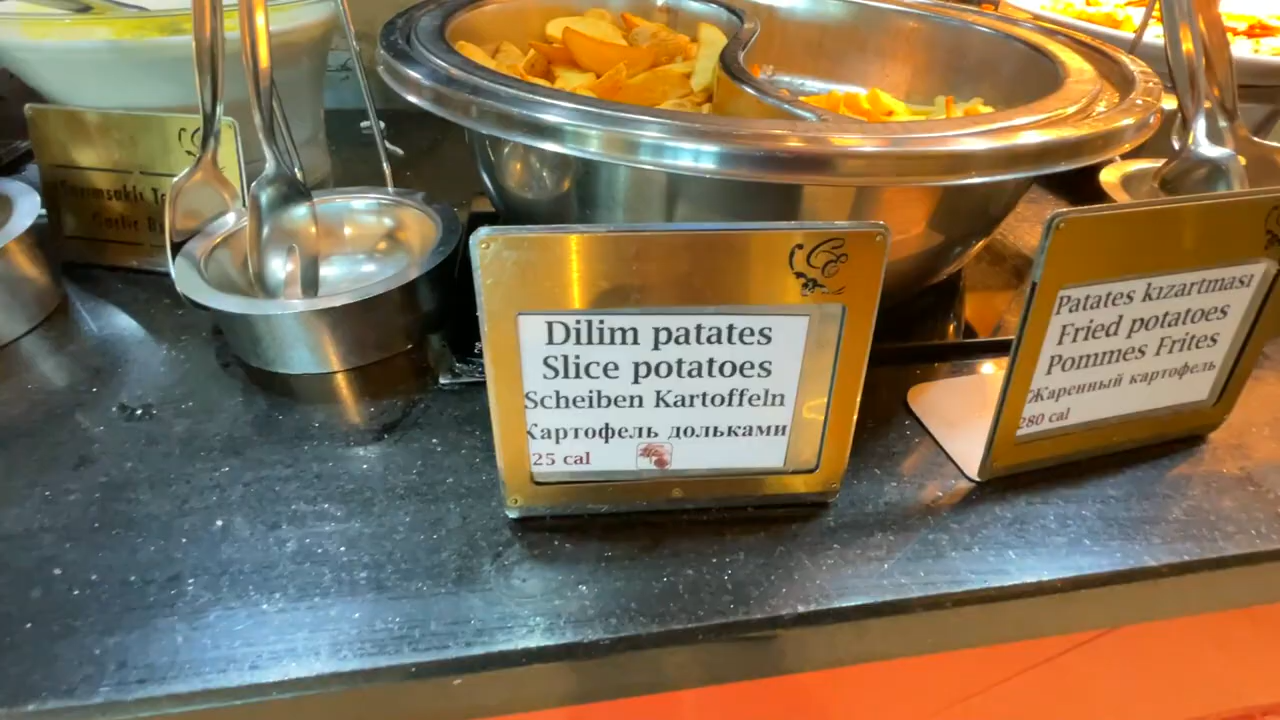 Dilim patates
Slice potatoes
Scheiben Kartoffeln
Картофель дольками
25 cal
Patates kızartması
Fried potatoes
Pommes Frites
Жаренный картофель
280 cal
Garlic